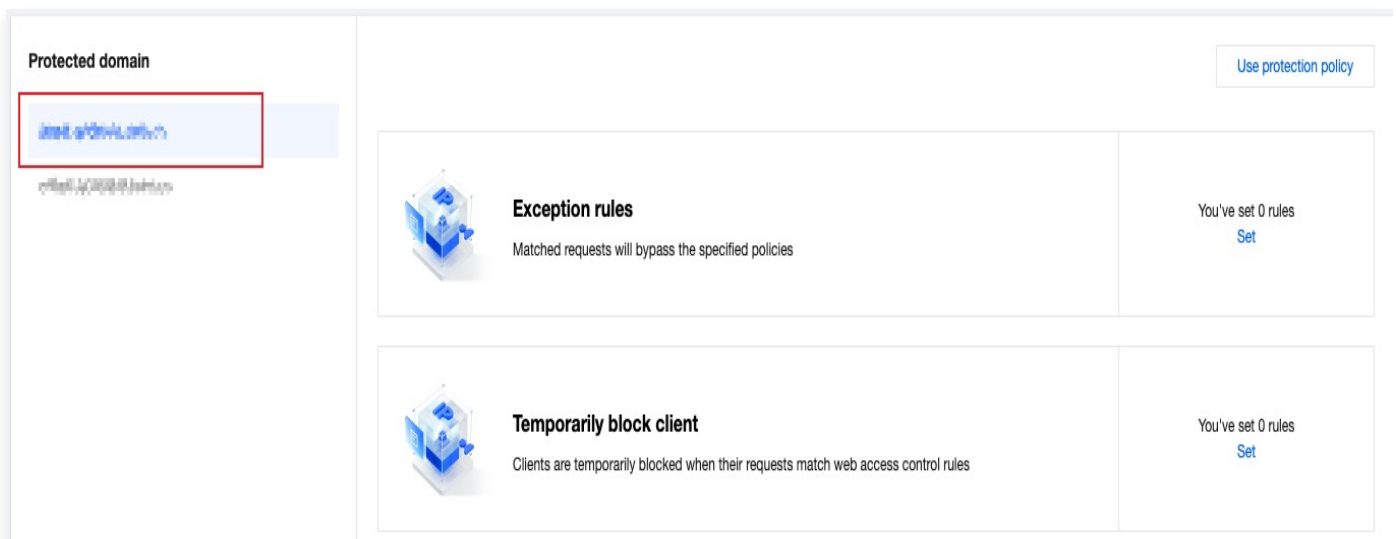 Protected domain
Use protection policy
Exception rules
Matched requests will bypass the specified policies
You've set 0 rules
Set
Temporarily block client
Clients are temporarily blocked when their requests match web access control rules
You've set 0 rules
Set